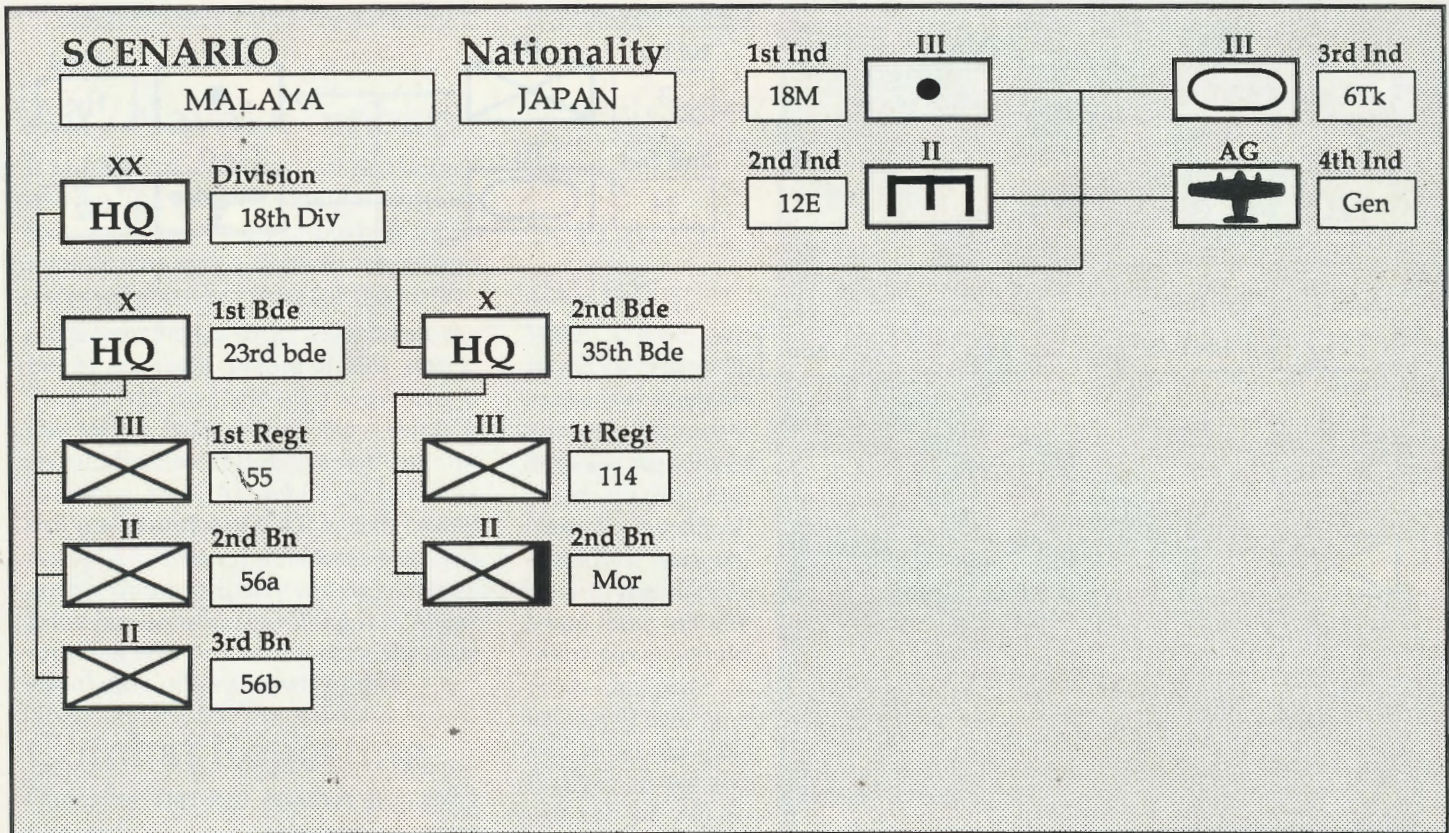 SCENARIO
MALAYA
Nationality
JAPAN
1st Ind
18M
III
III
3rd Ind
6Tk
2nd Ind
12E
II
AG
4th Ind
Gen
XX
HQ
Division
18th Div
X
HQ
1st Bde
23rd bde
X
HQ
2nd Bde
35th Bde
III
1st Regt
55
II
2nd Bn
56a
II
3rd Bn
56b
III
1t Regt
114
II
2nd Bn
Mor